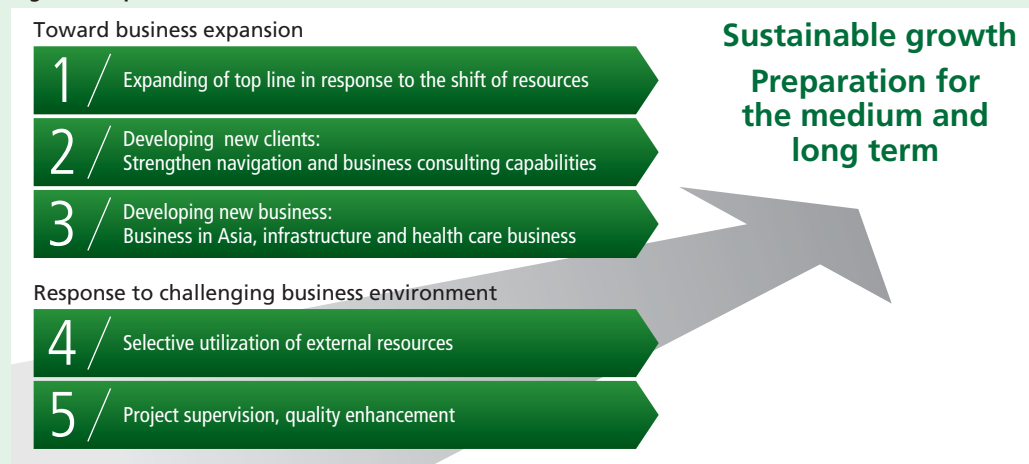 Toward business expansion
1 Expanding of top line in response to the shift of resources
2 Developing new clients:
Strengthen navigation and business consulting capabilities
3 Developing new business:
Business in Asia, infrastructure and health care business
Response to challenging business environment
4 Selective utilization of external resources
5 Project supervision, quality enhancement
Sustainable growth
Preparation for
the medium and
long term